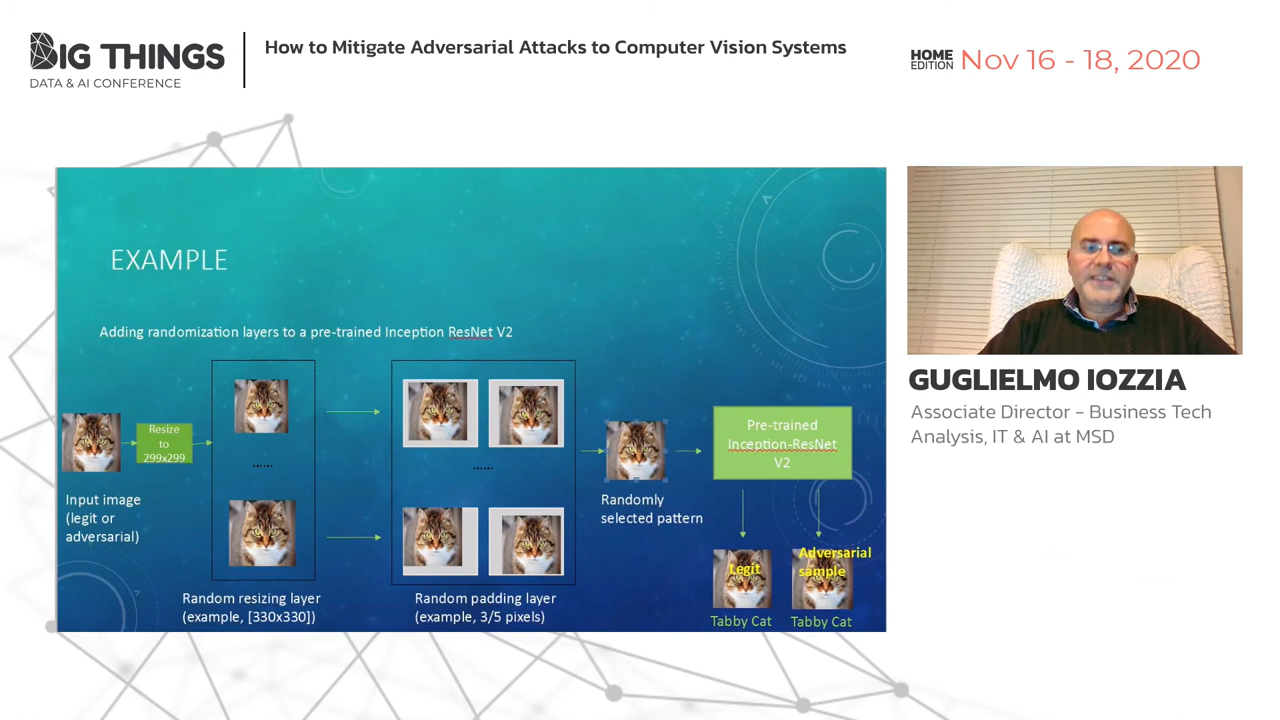 BIG THINGS
DATA & AI CONFERENCE
How to Mitigate Adversarial Attacks to Computer Vision Systems
HOME
EDITION
Nov 16 - 18, 2020
EXAMPLE
Adding randomization layers to a pre-trained Inception ResNet V2
Resize
to
299x299
Input image
(legit or
adversarial)
......
Random resizing layer
(example, [330x330])
......
Random padding layer
(example, 3/5 pixels)
Randomly
selected pattern
Pre-trained
Inception-ResNet
V2
Legit
Tabby Cat
Adversarial
sample
Tabby Cat
GUGLIELMO IOZZIA
Associate Director – Business Tech
Analysis, IT & AI at MSD